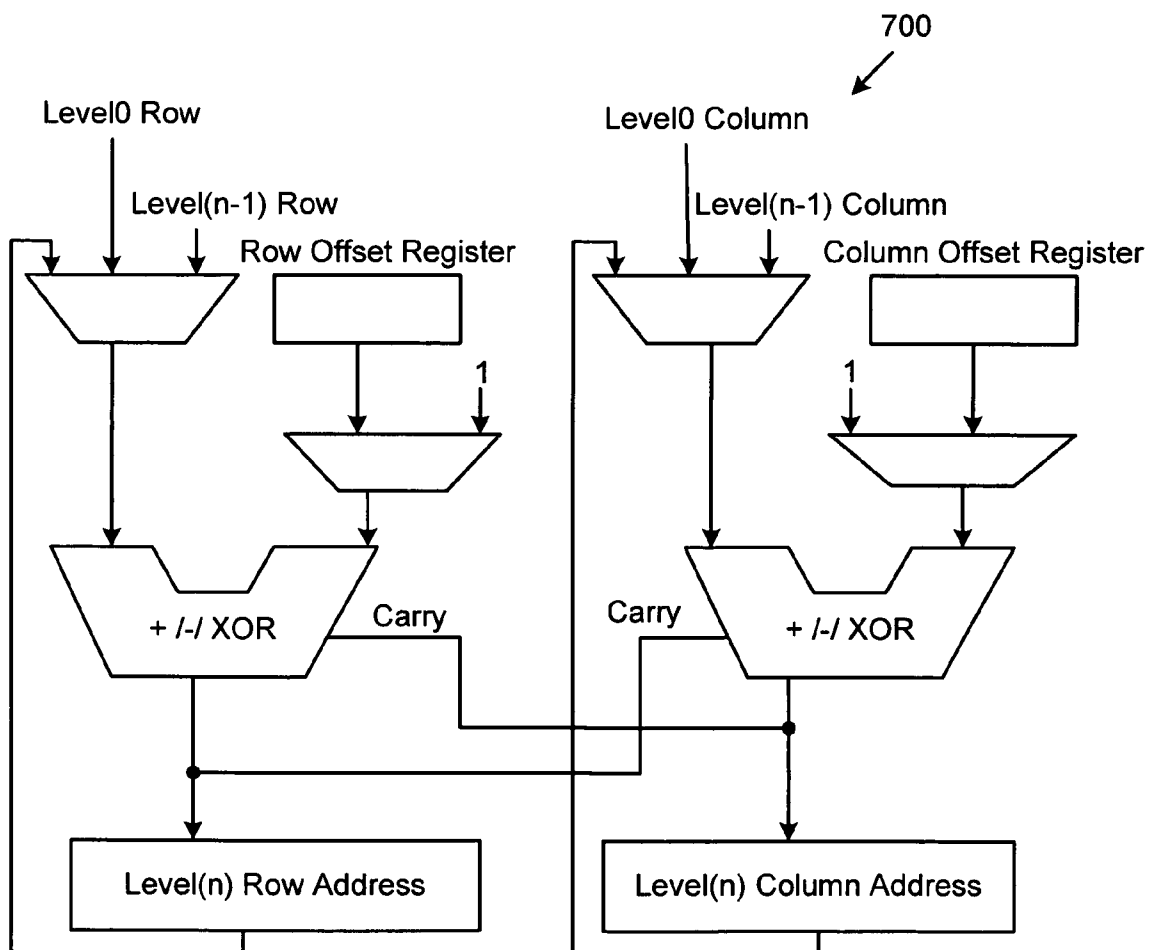 700
Level0 Row
Level0 Column
Level(n-1) Row
Level(n-1) Column
Row Offset Register
Column Offset Register
1
1
+ /-/ XOR
Carry
Carry
+ /-/ XOR
Level(n) Row Address
Level(n) Column Address